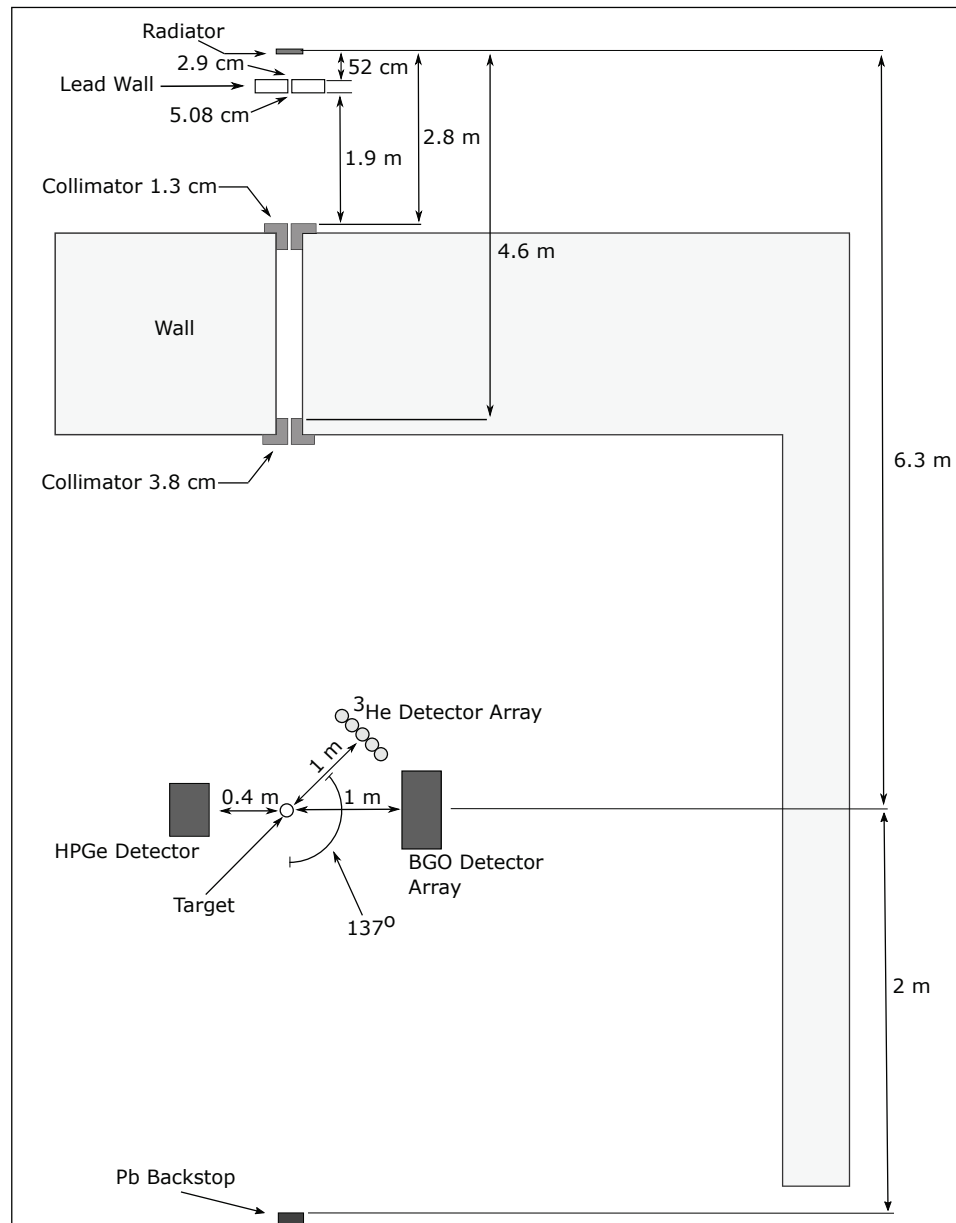 Radiator
2.9 cm
52 cm
Lead Wall
5.08 cm
2.8 m
1.9 m
Collimator 1.3 cm
4.6 m
Wall
6.3 m
Collimator 3.8 cm
3He Detector Array
1 m
0.4 m
1 m
HPGe Detector
BGO Detector
Array
Target
137o
2 m
Pb Backstop